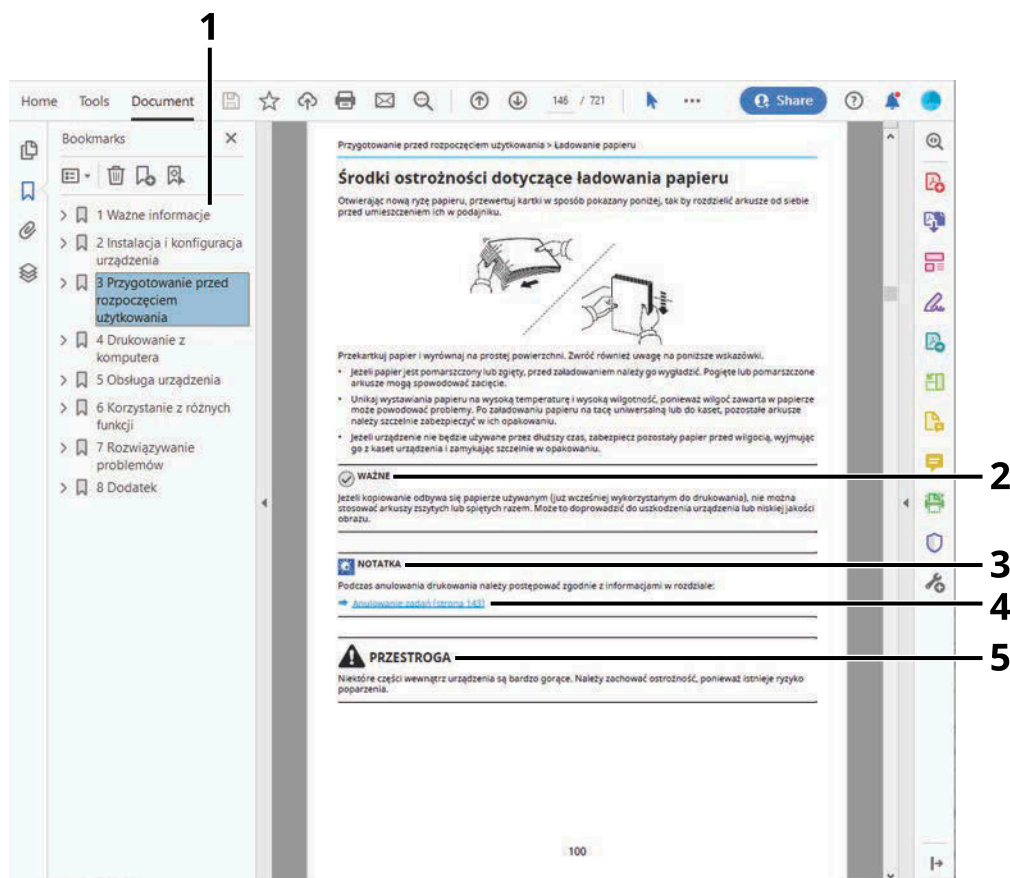 1
Home Tools Document 146 / 721 Share
Bookmarks
1 Ważne informacje
2 Instalacja i konfiguracja
urządzenia
3 Przygotowanie przed
rozpoczęciem
użytkowania
4 Drukowanie z
komputera
5 Obsługa urządzenia
6 Korzystanie z różnych
funkcji
7 Rozwiązywanie
problemów
8 Dodatek
Przygotowanie przed rozpoczęciem użytkowania > Ładowanie papieru
Środki ostrożności dotyczące ładowania papieru
Otwierając nową ryzę papieru, przewertuj kartki w sposób pokazany poniżej, tak by rozdzielić arkusze od siebie
przed umieszczeniem ich w podajniku.
Przekartkuj papier i wyrównaj na prostej powierzchni. Zwróć również uwagę na poniższe wskazówki.
• Jeżeli papier jest pomarszczony lub zgięty, przed załadowaniem należy go wygładzić. Pogięte lub pomarszczone
arkusze mogą spowodować zacięcie.
• Unikaj wystawiania papieru na wysoką temperaturę i wysoką wilgotność, ponieważ wilgoć zawarta w papierze
może powodować problemy. Po załadowaniu papieru na tacę uniwersalną lub do kaset, pozostałe arkusze
należy szczelnie zabezpieczyć w ich opakowaniu.
• Jeżeli urządzenie nie będzie używane przez dłuższy czas, zabezpiecz pozostały papier przed wilgocią, wyjmując
go z kaset urządzenia i zamykając szczelnie w opakowaniu.
WAŻNE
2
Jeżeli kopiowanie odbywa się papierze używanym (już wcześniej wykorzystanym do drukowania), nie można
stosować arkuszy zszytych lub spiętych razem. Może to doprowadzić do uszkodzenia urządzenia lub niskiej jakości
obrazu.
NOTATKA
3
Podczas anulowania drukowania należy postępować zgodnie z informacjami w rozdziale:
➡ Anulowanie zadań [strona 143]
4
PRZESTROGA
5
Niektóre części wewnątrz urządzenia są bardzo gorące. Należy zachować ostrożność, ponieważ istnieje ryzyko
poparzenia.
100